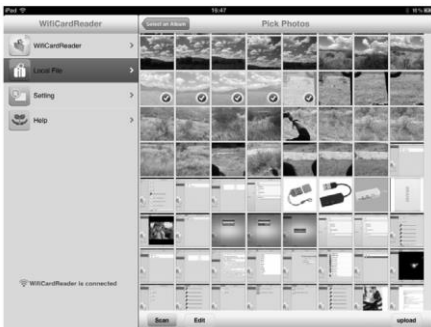 iPad
16:47
WifiCardReader
Select an Album
Pick Photos
WifiCardReader
Local File
Setting
Help
WifiCardReader is connected
Scan
Edit
upload